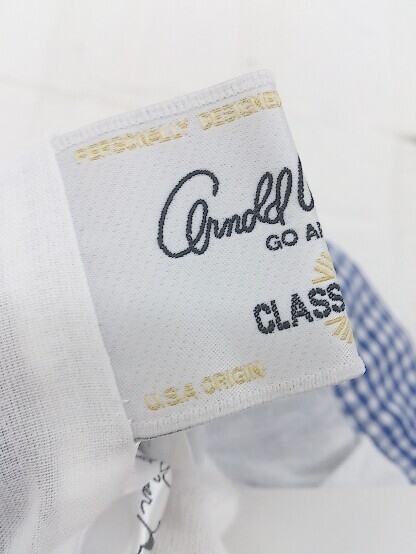 PERSONALLY DESIGNED
Arnold
GO
CLASS
U.S.A ORIGIN